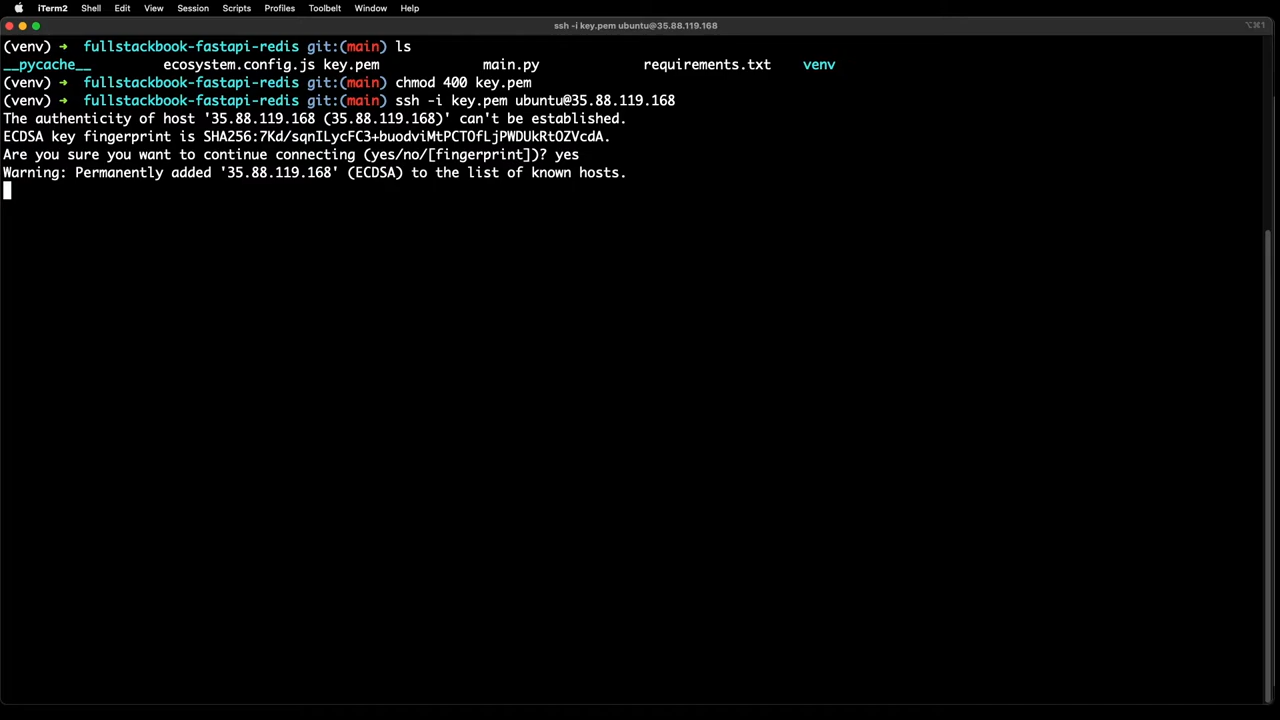 iTerm2 Shell Edit View Session Scripts Profiles Toolbelt Window Help
ssh -i key.pem ubuntu@35.88.119.168 ⌥⌘1
(venv) ➜ fullstackbook-fastapi-redis git:(main) ls
__pycache__ ecosystem.config.js key.pem main.py requirements.txt venv
(venv) ➜ fullstackbook-fastapi-redis git:(main) chmod 400 key.pem
(venv) ➜ fullstackbook-fastapi-redis git:(main) ssh -i key.pem ubuntu@35.88.119.168
The authenticity of host '35.88.119.168 (35.88.119.168)' can't be established.
ECDSA key fingerprint is SHA256:7Kd/sqnILycFC3+buodviMtPCTOfLjPWDUkRtOZVcdA.
Are you sure you want to continue connecting (yes/no/[fingerprint])? yes
Warning: Permanently added '35.88.119.168' (ECDSA) to the list of known hosts.